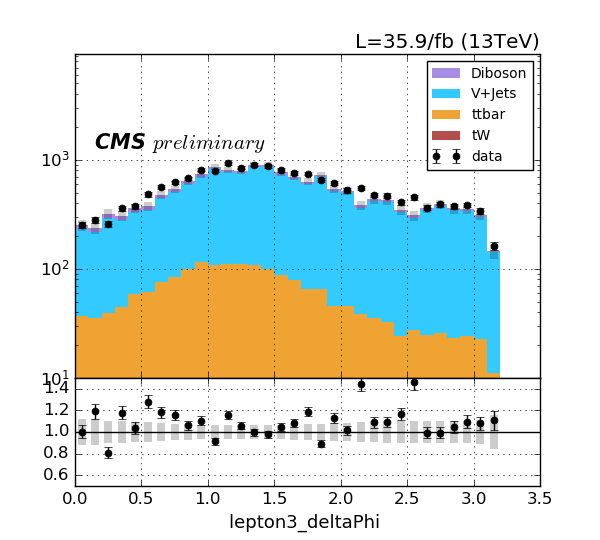 L=35.9/fb (13TeV)
CMS preliminary
Diboson
V+Jets
ttbar
tW
data
10³
10²
10¹
1.4
1.2
1.0
0.8
0.6
0.0 0.5 1.0 1.5 2.0 2.5 3.0 3.5
lepton3_deltaPhi